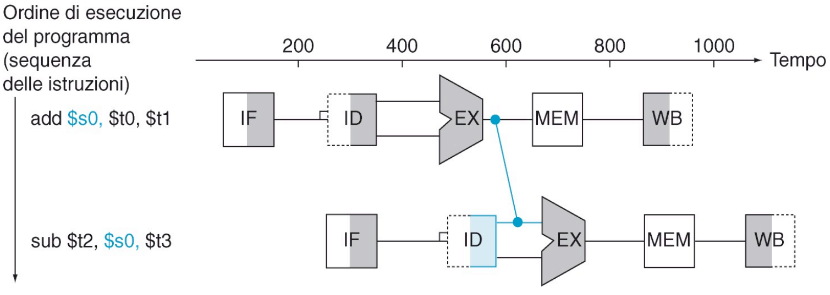 Ordine di esecuzione
del programma
(sequenza
delle istruzioni)
200 400 600 800 1000 Tempo
add $s0, $t0, $t1
IF ID EX MEM WB
sub $t2, $s0, $t3
IF ID EX MEM WB